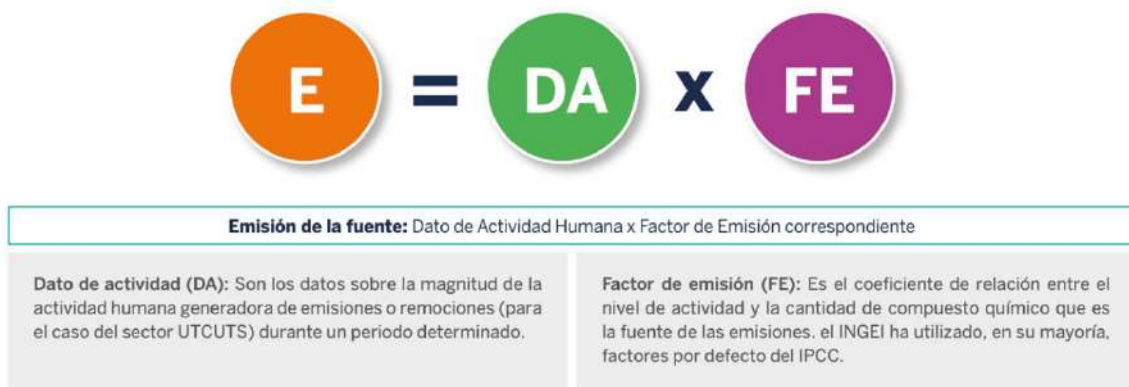 E = DA x FE
Emisión de la fuente: Dato de Actividad Humana x Factor de Emisión correspondiente
Dato de actividad (DA): Son los datos sobre la magnitud de la
actividad humana generadora de emisiones o remociones (para
el caso del sector UTCUTS) durante un periodo determinado.
Factor de emisión (FE): Es el coeficiente de relación entre el
nivel de actividad y la cantidad de compuesto químico que es
la fuente de las emisiones. el INGEI ha utilizado, en su mayoría,
factores por defecto del IPCC.